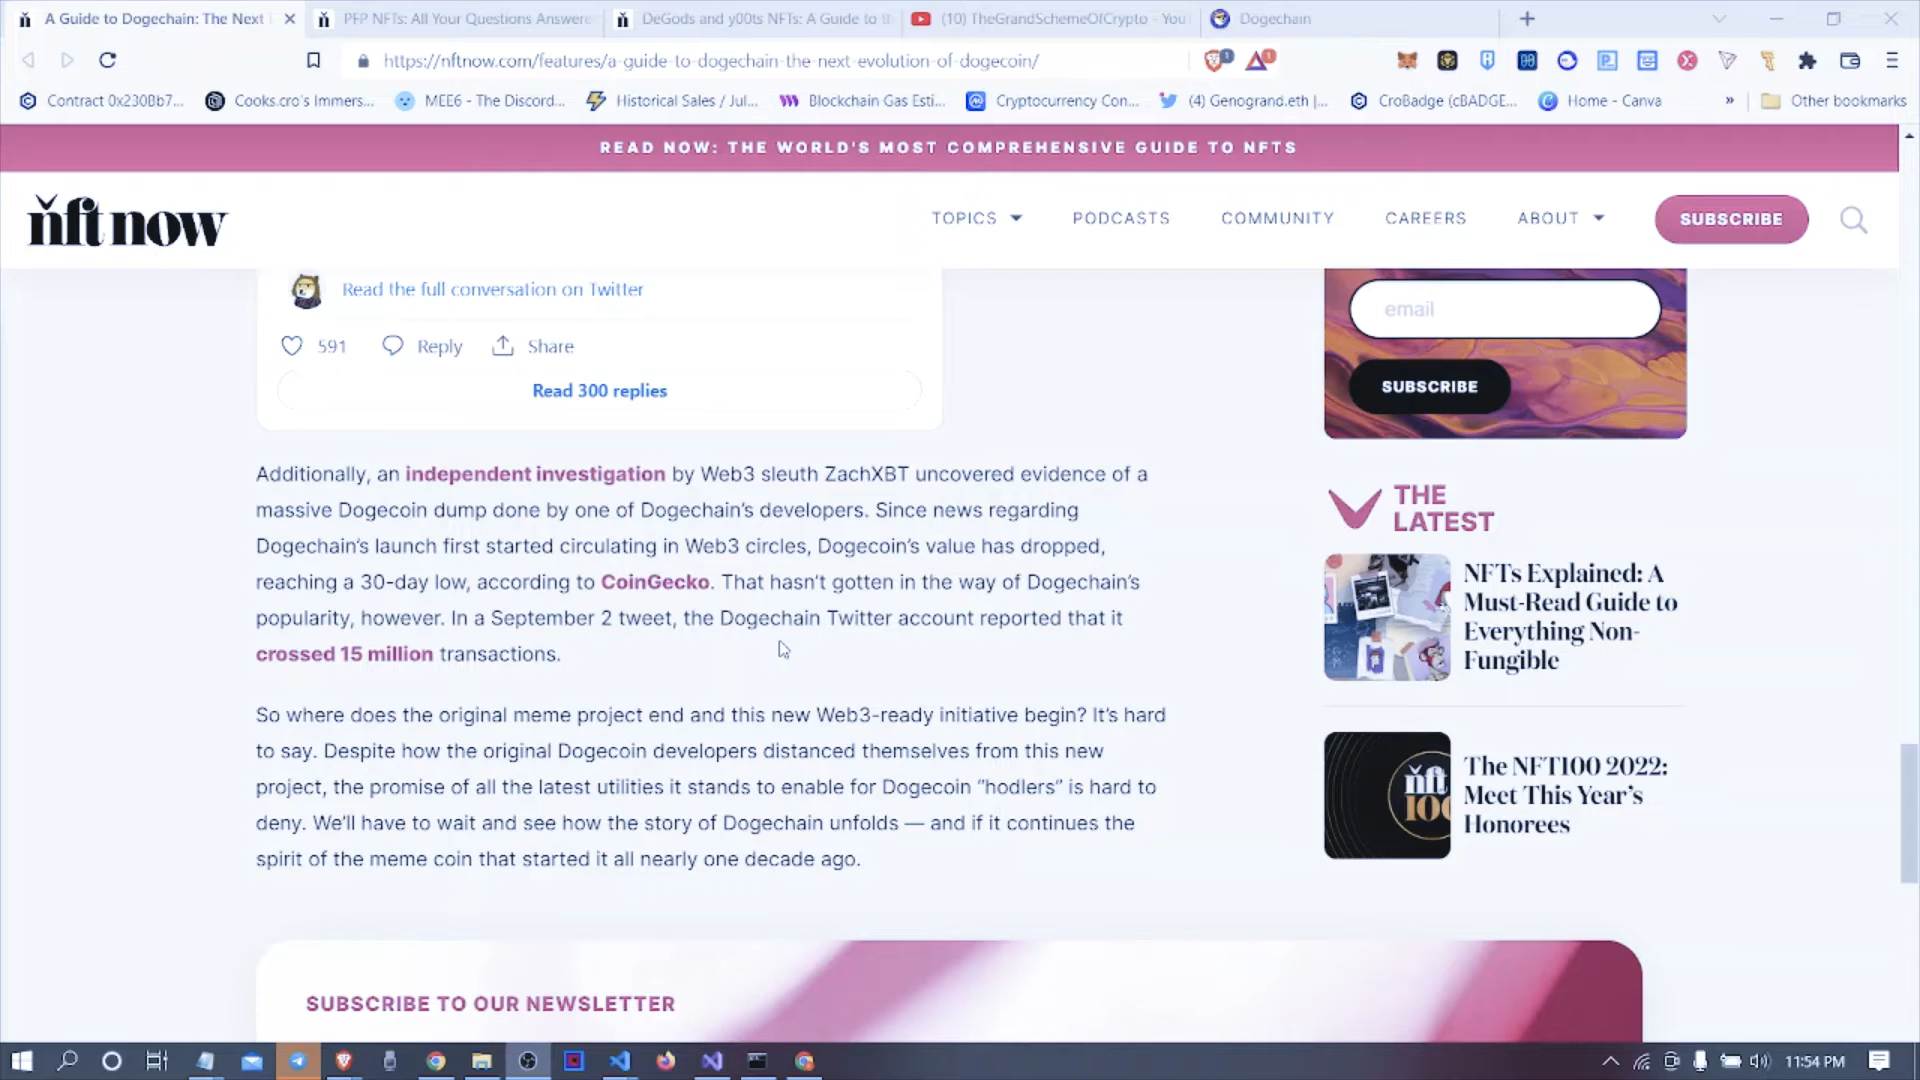 A Guide to Dogechain: The Next
PFP NFTs: All Your Questions Answere
DeGods and y00ts NFTs: A Guide to t
(10) TheGrandSchemeOfCrypto - You
Dogechain
https://nftnow.com/features/a-guide-to-dogechain-the-next-evolution-of-dogecoin/
Contract 0x230Bb7...
Cooks.cro's Immers...
MEE6 - The Discord...
Historical Sales / Jul...
Blockchain Gas Esti...
Cryptocurrency Con...
(4) Genogrand.eth |...
CroBadge (cBADGE...
Home - Canva
»
Other bookmarks
READ NOW: THE WORLD'S MOST COMPREHENSIVE GUIDE TO NFTS
nft now
TOPICS
PODCASTS
COMMUNITY
CAREERS
ABOUT
SUBSCRIBE
Read the full conversation on Twitter
591
Reply
Share
Read 300 replies
Additionally, an independent investigation by Web3 sleuth ZachXBT uncovered evidence of a
massive Dogecoin dump done by one of Dogechain's developers. Since news regarding
Dogechain's launch first started circulating in Web3 circles, Dogecoin's value has dropped,
reaching a 30-day low, according to CoinGecko. That hasn't gotten in the way of Dogechain's
popularity, however. In a September 2 tweet, the Dogechain Twitter account reported that it
crossed 15 million transactions.
So where does the original meme project end and this new Web3-ready initiative begin? It's hard
to say. Despite how the original Dogecoin developers distanced themselves from this new
project, the promise of all the latest utilities it stands to enable for Dogecoin "hodlers" is hard to
deny. We'll have to wait and see how the story of Dogechain unfolds — and if it continues the
spirit of the meme coin that started it all nearly one decade ago.
SUBSCRIBE TO OUR NEWSLETTER
email
SUBSCRIBE
THE
LATEST
NFTs Explained: A
Must-Read Guide to
Everything Non-
Fungible
nft
100
The NFT100 2022:
Meet This Year's
Honorees
11:54 PM